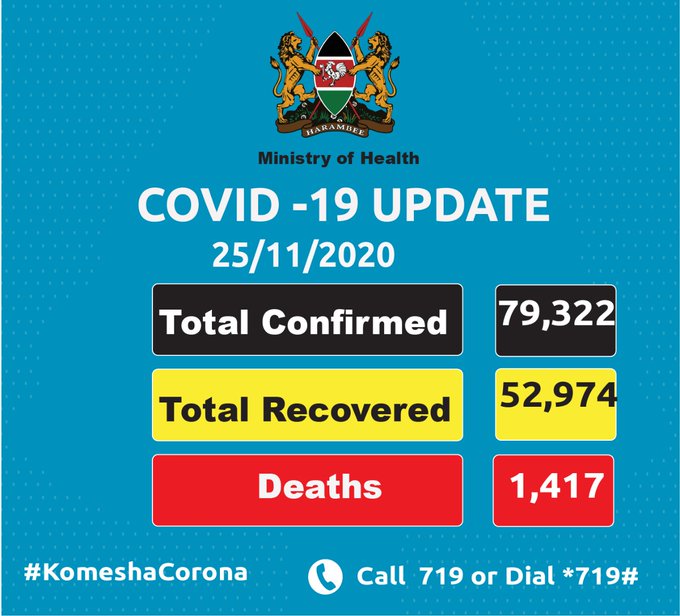 HARAMBEE
Ministry of Health
COVID -19 UPDATE
25/11/2020
Total Confirmed 79,322
Total Recovered 52,974
Deaths 1,417
#KomeshaCorona Call 719 or Dial *719#